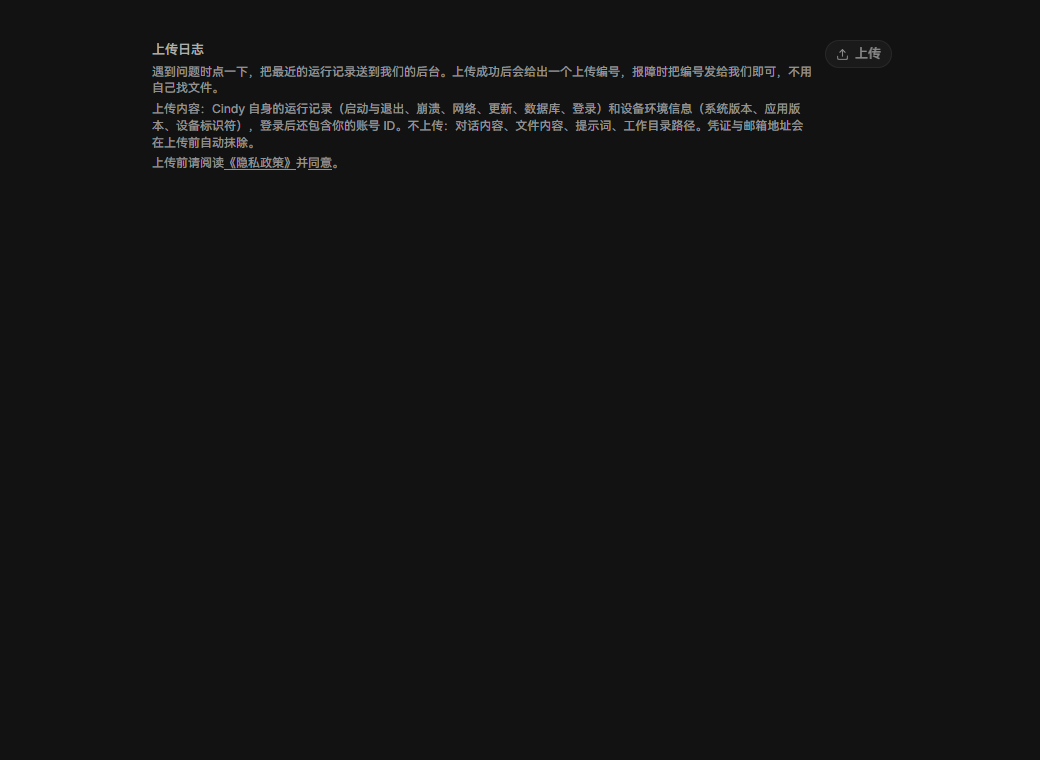 上传日志
上传
遇到问题时点一下，把最近的运行记录送到我们的后台。上传成功后会给出一个上传编号，报障时把编号发给我们即可，不用
自己找文件。
上传内容：Cindy 自身的运行记录（启动与退出、崩溃、网络、更新、数据库、登录）和设备环境信息（系统版本、应用版
本、设备标识符），登录后还包含你的账号 ID。不上传：对话内容、文件内容、提示词、工作目录路径。凭证与邮箱地址会
在上传前自动抹除。
上传前请阅读《隐私政策》并同意。